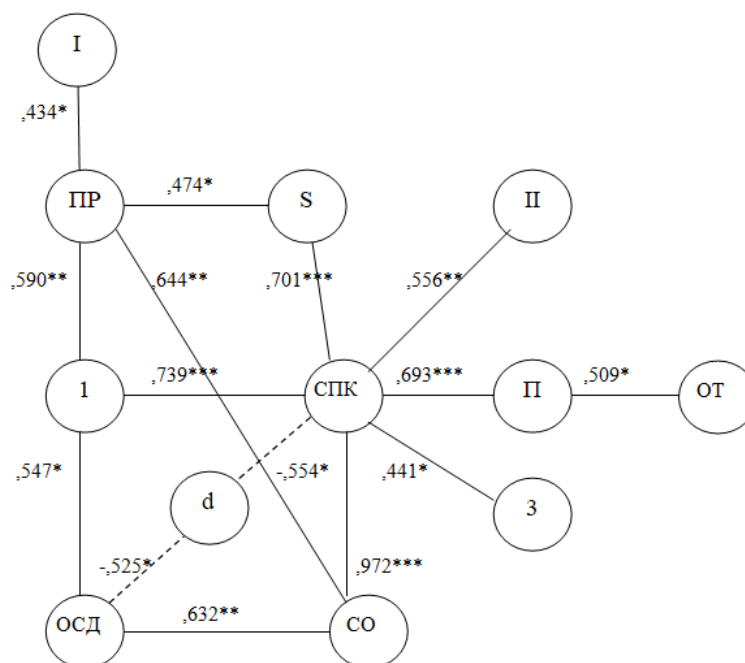 I
,434*
ПР
,474*
S
II
,590**
,644**
,701***
,556**
1
,739***
СПК
,693***
П
,509*
ОТ
,547*
d
-,554*
,441*
3
-,525*
,972***
ОСД
,632**
СО